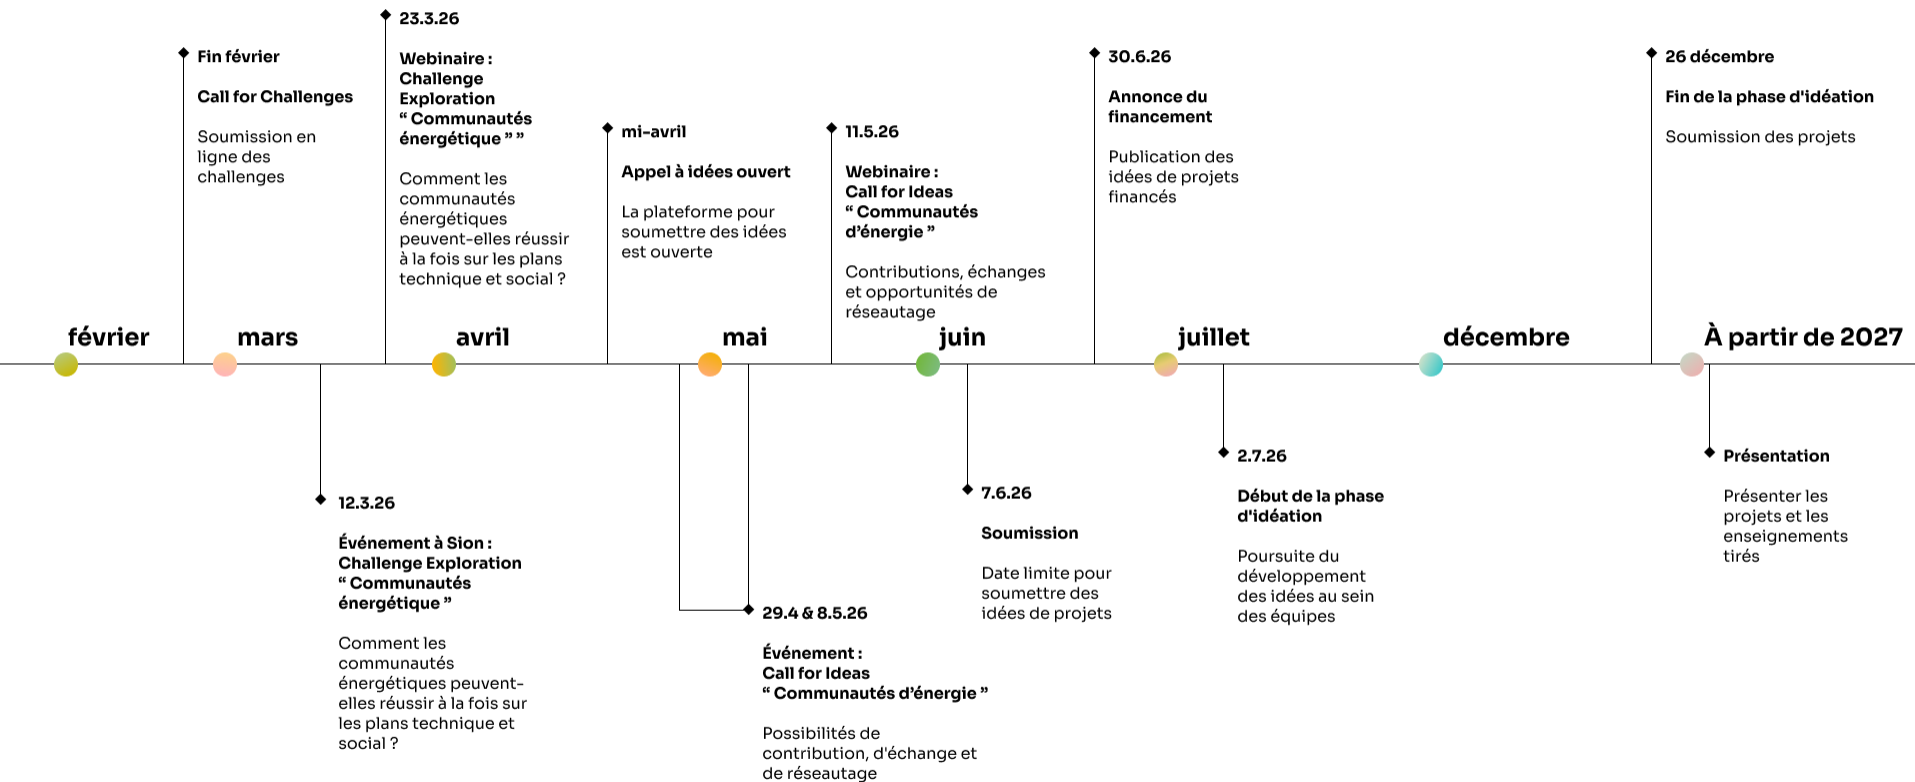 23.3.26
Webinaire :
Challenge
Exploration
“ Communautés
énergétique ” ”
Comment les
communautés
énergétiques
peuvent-elles réussir
à la fois sur les plans
technique et social ?
Fin février
Call for Challenges
Soumission en
ligne des
challenges
mi-avril
Appel à idées ouvert
La plateforme pour
soumettre des idées
est ouverte
11.5.26
Webinaire :
Call for Ideas
“ Communautés
d’énergie ”
Contributions, échanges
et opportunités de
réseautage
30.6.26
Annonce du
financement
Publication des
idées de projets
financés
26 décembre
Fin de la phase d'idéation
Soumission des projets
février
mars
avril
mai
juin
juillet
décembre
À partir de 2027
12.3.26
Événement à Sion :
Challenge Exploration
“ Communautés
énergétique ”
Comment les
communautés
énergétiques peuvent-
elles réussir à la fois sur
les plans technique et
social ?
29.4 & 8.5.26
Événement :
Call for Ideas
“ Communautés d’énergie ”
Possibilités de
contribution, d'échange et
de réseautage
7.6.26
Soumission
Date limite pour
soumettre des
idées de projets
2.7.26
Début de la phase
d'idéation
Poursuite du
développement
des idées au sein
des équipes
Présentation
Présenter les
projets et les
enseignements
tirés